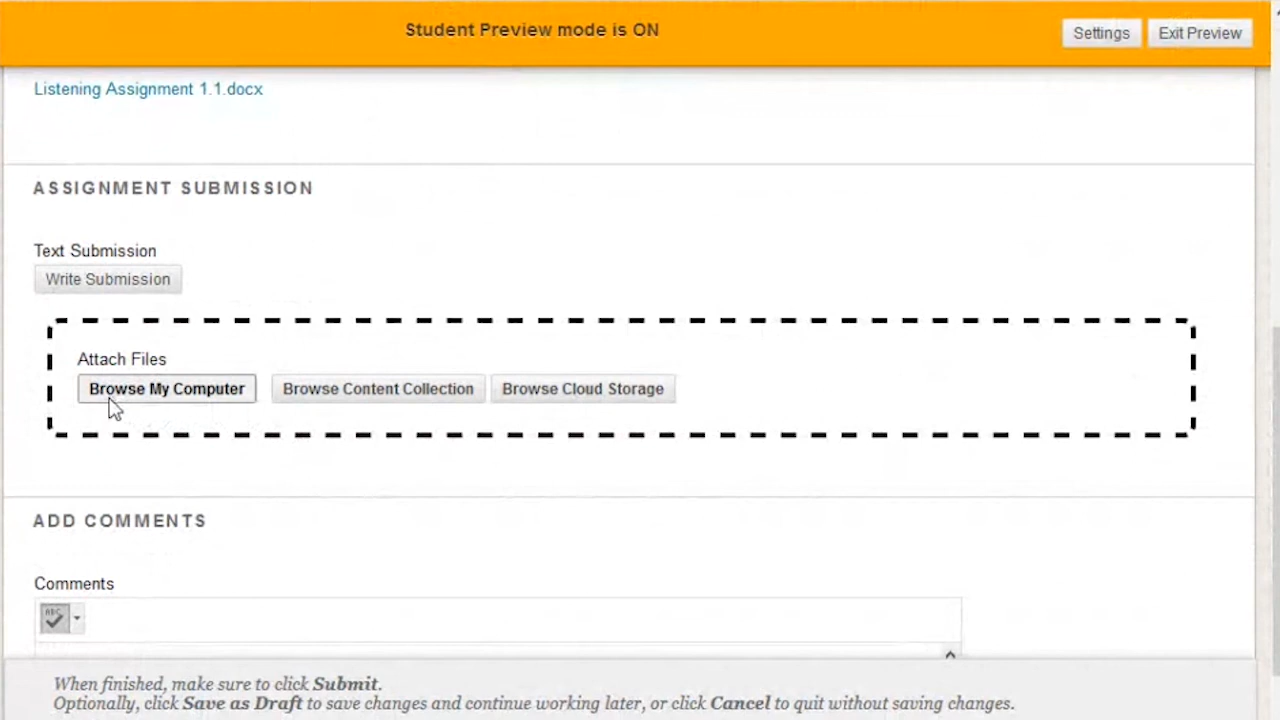 Student Preview mode is ON
Settings
Exit Preview
Listening Assignment 1.1.docx
ASSIGNMENT SUBMISSION
Text Submission
Write Submission
Attach Files
Browse My Computer
Browse Content Collection
Browse Cloud Storage
ADD COMMENTS
Comments
ABC
When finished, make sure to click Submit.
Optionally, click Save as Draft to save changes and continue working later, or click Cancel to quit without saving changes.